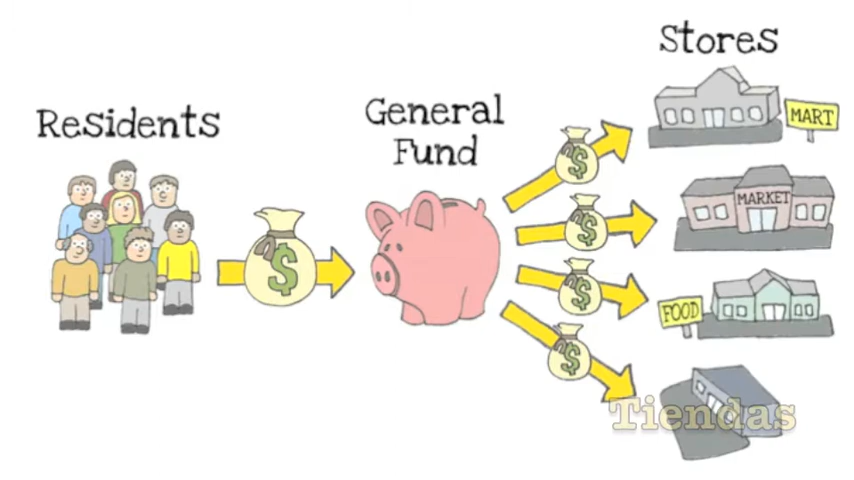 Stores
Residents
General
Fund
MART
MARKET
FOOD
Tiendas
$
$
$
$
$